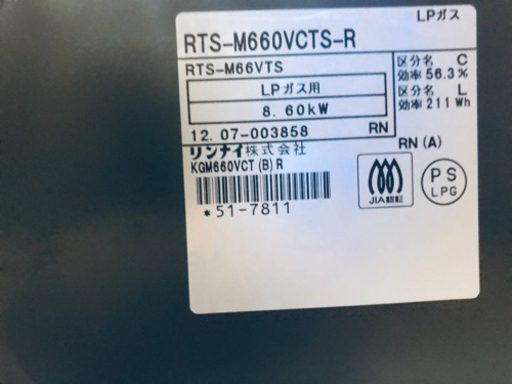 LPガス
RTS-M660VCTS-R
RTS-M66VTS
LPガス用
8.60kW
12.07-003858 RN
区分名 C
効率 56.3%
区分名 L
効率 211Wh
RN(A)
リンナイ株式会社
KGM660VCT(B)R
*51-7811
JIA認証
PS
LPG